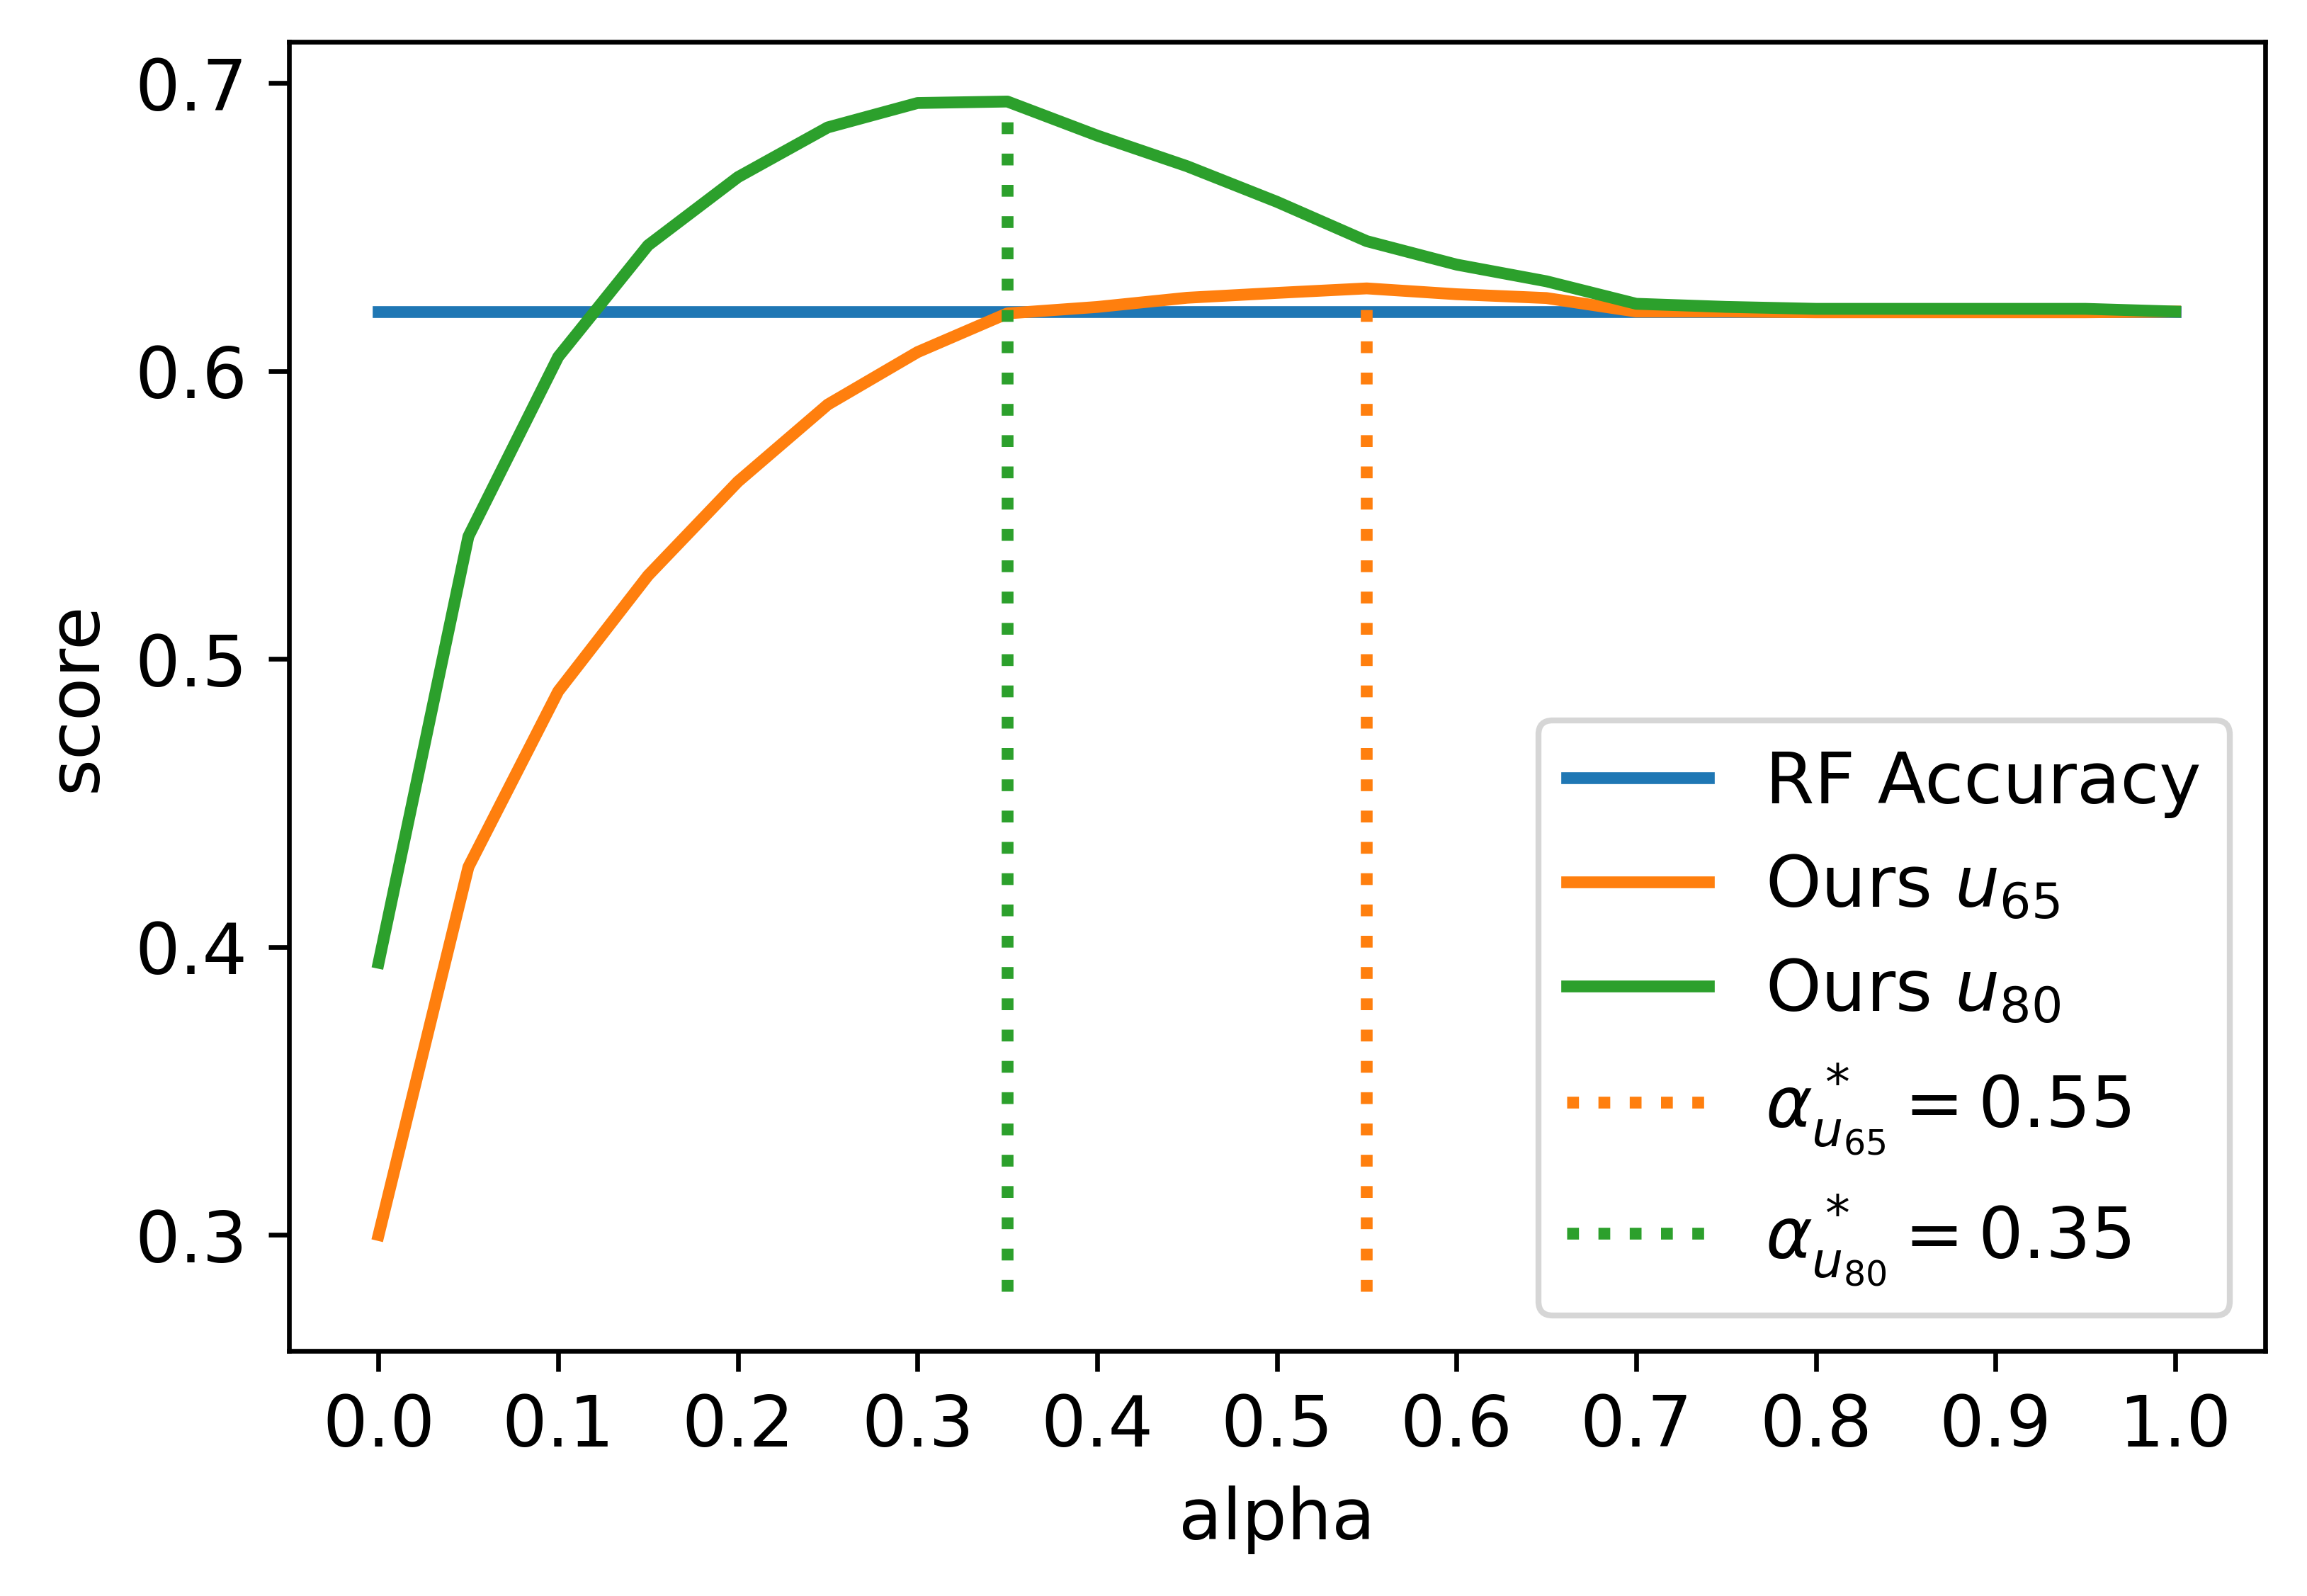 score
0.7
0.6
0.5
0.4
0.3
RF Accuracy
Ours u₆₅
Ours u₈₀
α*ᵤ₆₅ = 0.55
α*ᵤ₈₀ = 0.35
0.0 0.1 0.2 0.3 0.4 0.5 0.6 0.7 0.8 0.9 1.0
alpha